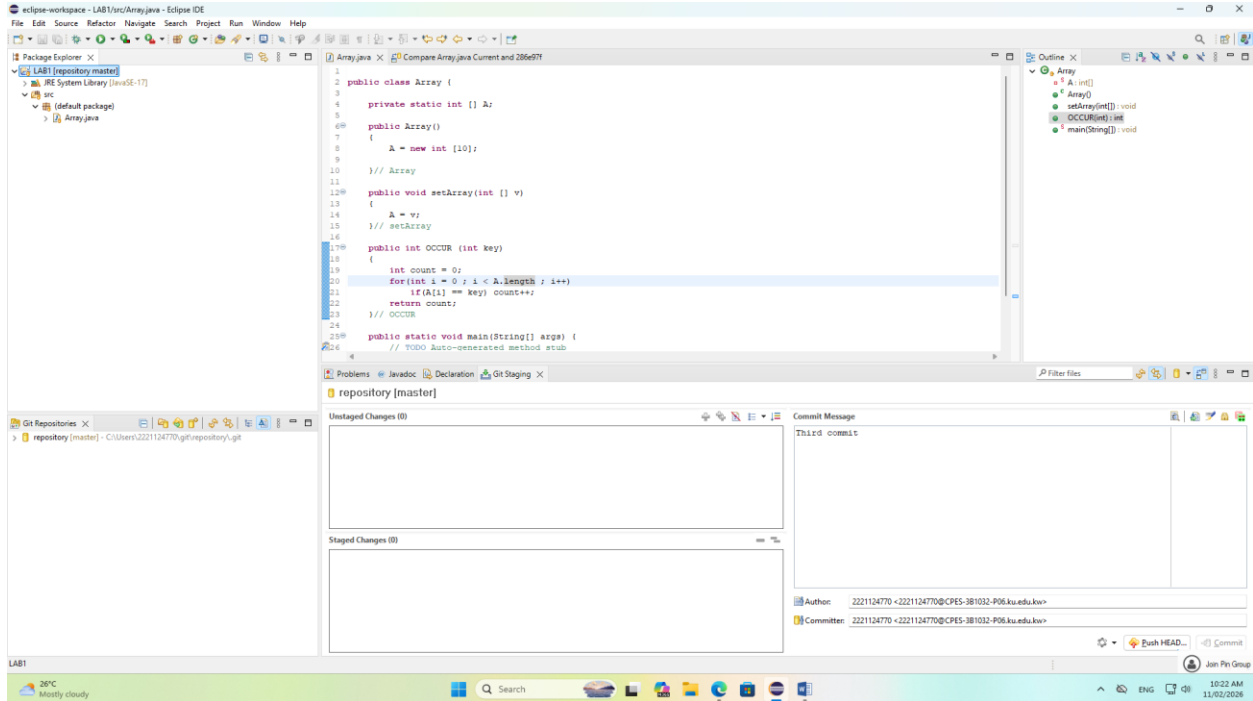 eclipse-workspace - LAB1/src/Array.java - Eclipse IDE
File Edit Source Refactor Navigate Search Project Run Window Help
Package Explorer
LAB1 [repository master]
JRE System Library [JavaSE-17]
src
(default package)
Array.java
Git Repositories
repository [master] - C:\Users\2221124770\git\repository\.git
Array.java
Compare Array.java Current and 286e97f
1
2 public class Array {
3
4 private static int [] A;
5
6 public Array()
7 {
8 A = new int [10];
9
10 }// Array
11
12 public void setArray(int [] v)
13 {
14 A = v;
15 }// setArray
16
17 public int OCCUR (int key)
18 {
19 int count = 0;
20 for(int i = 0 ; i < A.length ; i++)
21 if(A[i] == key) count++;
22 return count;
23 }// OCCUR
24
25 public static void main(String[] args) {
26 // TODO Auto-generated method stub
Outline
Array
A : int[]
Array()
setArray(int[]) : void
OCCUR(int) : int
main(String[]) : void
Problems Javadoc Declaration Git Staging
Filter files
repository [master]
Unstaged Changes (0)
Staged Changes (0)
Commit Message
Third commit
Author: 2221124770 <2221124770@CPES-3B1032-P06.ku.edu.kw>
Committer: 2221124770 <2221124770@CPES-3B1032-P06.ku.edu.kw>
Push HEAD...
Commit
LAB1
Join Pin Group
26°C
Mostly cloudy
Search
ENG
10:22 AM
11/02/2026